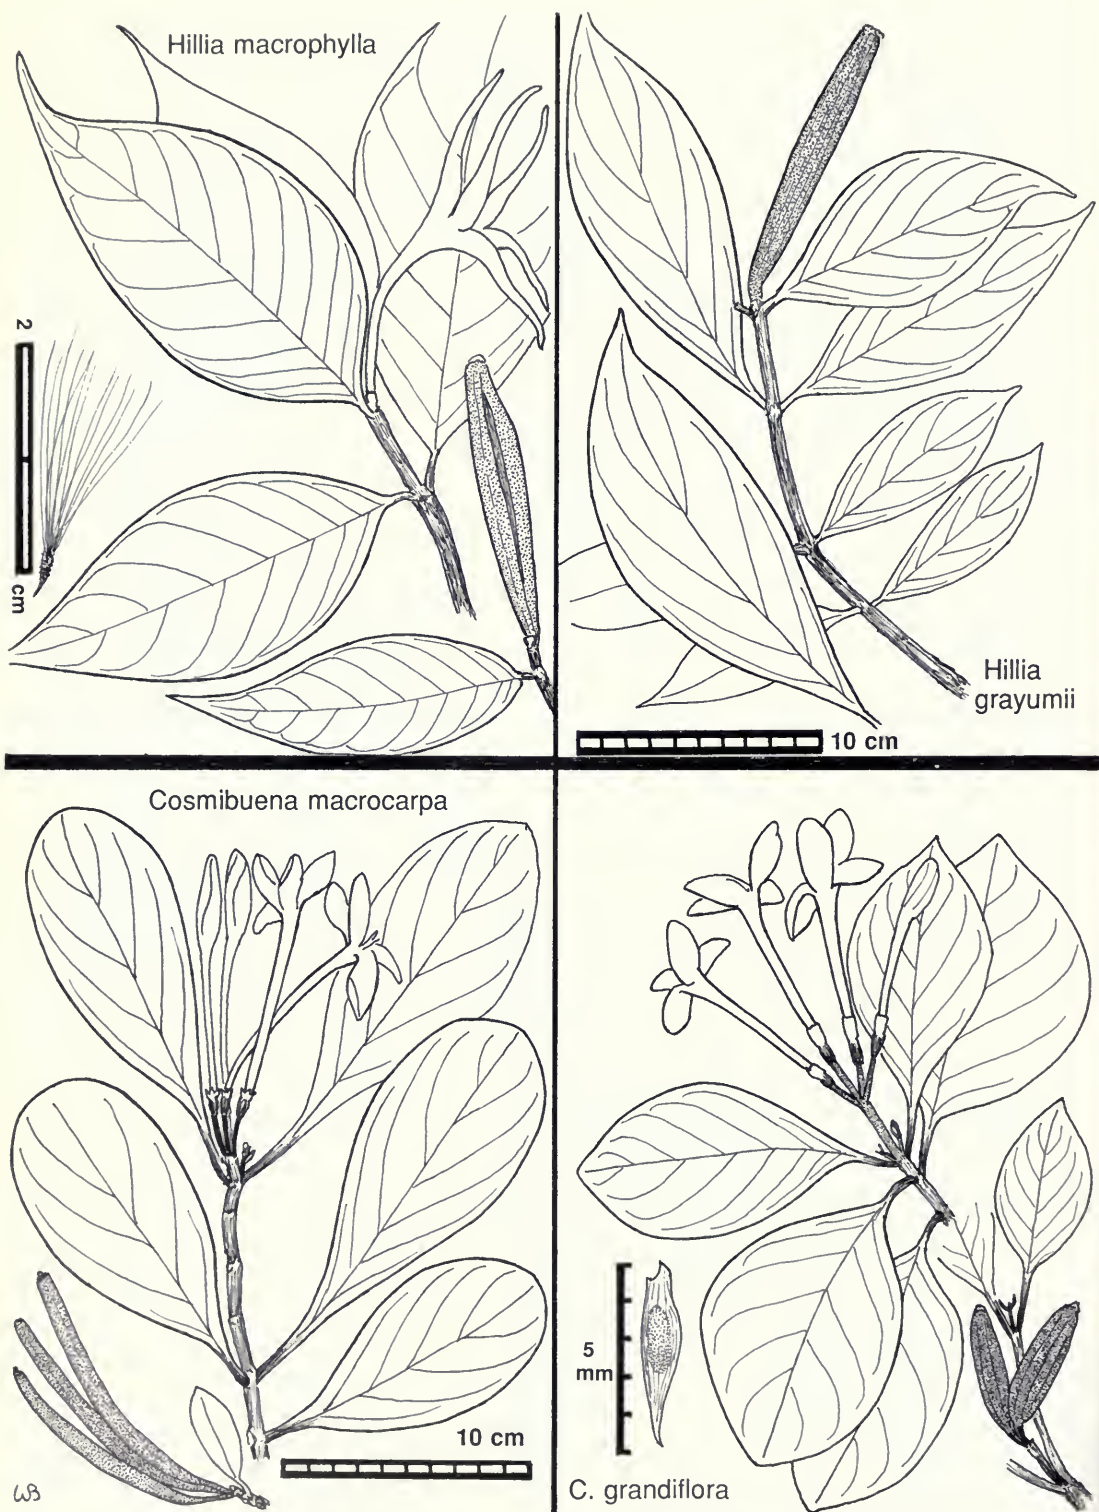 Hillia macrophylla
2
cm
Hillia
grayumii
10 cm
Cosmibuena macrocarpa
10 cm
WB
5
mm
C. grandiflora